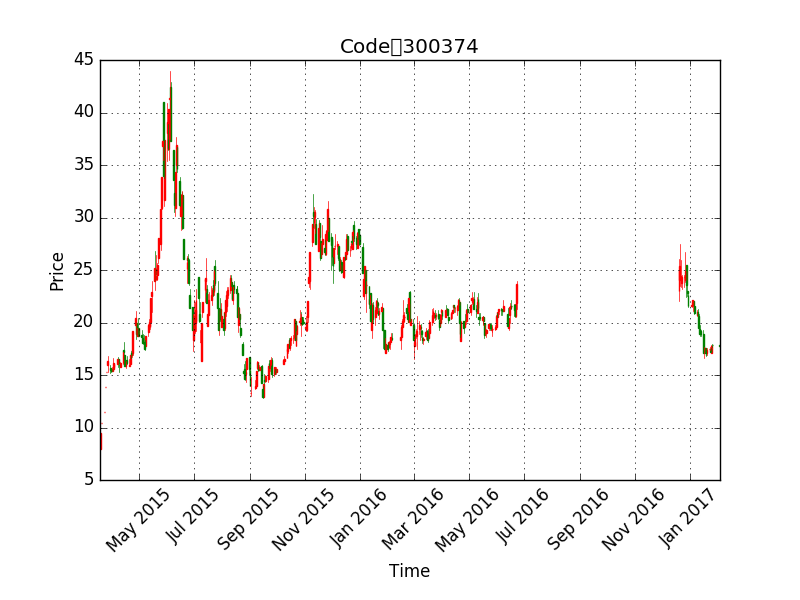 Code▯300374
45
40
35
30
25
20
15
10
5
Price
May 2015
Jul 2015
Sep 2015
Nov 2015
Jan 2016
Mar 2016
May 2016
Jul 2016
Sep 2016
Nov 2016
Jan 2017
Time